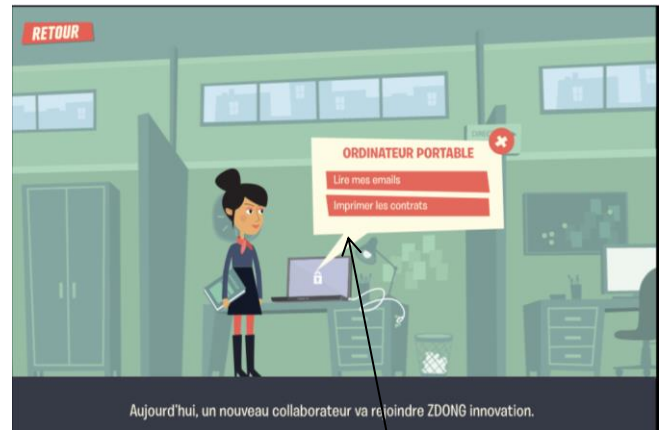 RETOUR
ORDINATEUR PORTABLE
Lire mes emails
Imprimer les contrats
Aujourd'hui, un nouveau collaborateur va rejoindre ZDONG innovation.